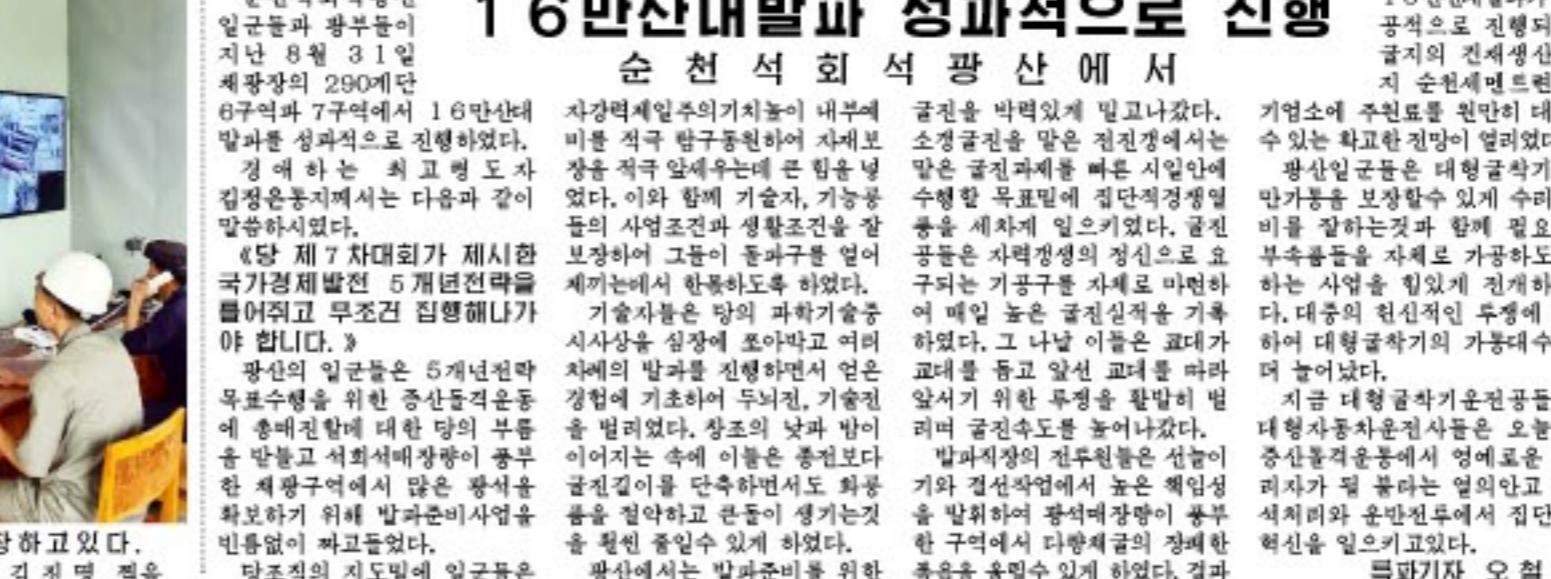 16만산대발파 성과적으로 진행
순천석회석광산에서
일군들과 광부들이
지난 8월 31일
채광장의 290계단
6구역과 7구역에서 16만산대
발파를 성과적으로 진행하였다.
경애하는 최고령도자
김정은동지께서는 다음과 같이
말씀하시였다.
《당 제7차대회가 제시한
국가경제발전 5개년전략을
틀어쥐고 무조건 집행해나가
야 합니다.》
광산의 일군들은 5개년전략
목표수행을 위한 증산돌격운동
에 총매진할데 대한 당의 부름
을 받들고 석회석매장량이 풍부
한 채광구역에서 많은 광석을
확보하기 위해 발파준비사업을
빈틈없이 짜고들었다.
당조직의 지도밑에 일군들은
자강력제일주의기치높이 내부예
비를 적극 탐구동원하여 자재보
장을 적극 앞세우는데 큰 힘을 넣
었다. 이와 함께 기술자, 기능공
들의 사업조건과 생활조건을 잘
보장하여 그들이 돌파구를 열어
제끼는데서 한몫하도록 하였다.
기술자들은 당의 과학기술중
시사상을 심장에 쪼아박고 여러
차례의 발파를 진행하면서 얻은
경험에 기초하여 두뇌전, 기술전
을 벌리였다. 창조의 낮과 밤이
이어지는 속에 이들은 종전보다
굴진길이를 단축하면서도 화공
품을 절약하고 큰돌이 생기는것
을 훨씬 줄일수 있게 하였다.
광산에서는 발파준비를 위한
굴진을 박력있게 밀고나갔다.
소갱굴진을 맡은 전진갱에서는
맡은 굴진과제를 빠른 시일안에
수행할 목표밑에 집단적경쟁열
풍을 세차게 일으키였다. 굴진
공들은 자력갱생의 정신으로 요
구되는 기공구를 자체로 마련하
여 매일 높은 굴진실적을 기록
하였다. 그 나날 이들은 교대가
교대를 돕고 앞선 교대를 따라
앞서기 위한 투쟁을 활발히 벌
리며 굴진속도를 높여나갔다.
발파직장의 전투원들은 선늘이
기와 결선작업에서 높은 책임성
을 발휘하여 광석매장량이 풍부
한 구역에서 다량채굴의 장쾌한
폭음을 울릴수 있게 하였다. 결과
공적으로 진행되
굴지의 건재생산
지 순천세멘트련
기업소에 주원료를 원만히 대
수 있는 확고한 전망이 열리였다
광산일군들은 대형굴착기
만가동을 보장할수 있게 수리
비를 잘하는것과 함께 필요
부속품들을 자체로 가공하도
하는 사업을 힘있게 전개하
다. 대중의 헌신적인 투쟁에
하여 대형굴착기의 가동대수
더 늘어났다.
지금 대형굴착기운전공들
대형자동차운전사들은 오늘
증산돌격운동에서 영예로운
리자가 될 불타는 열의안고
석처리와 운반전투에서 집단
혁신을 일으키고있다.
특파기자 오 철
장하고있다.
김진명 찍음